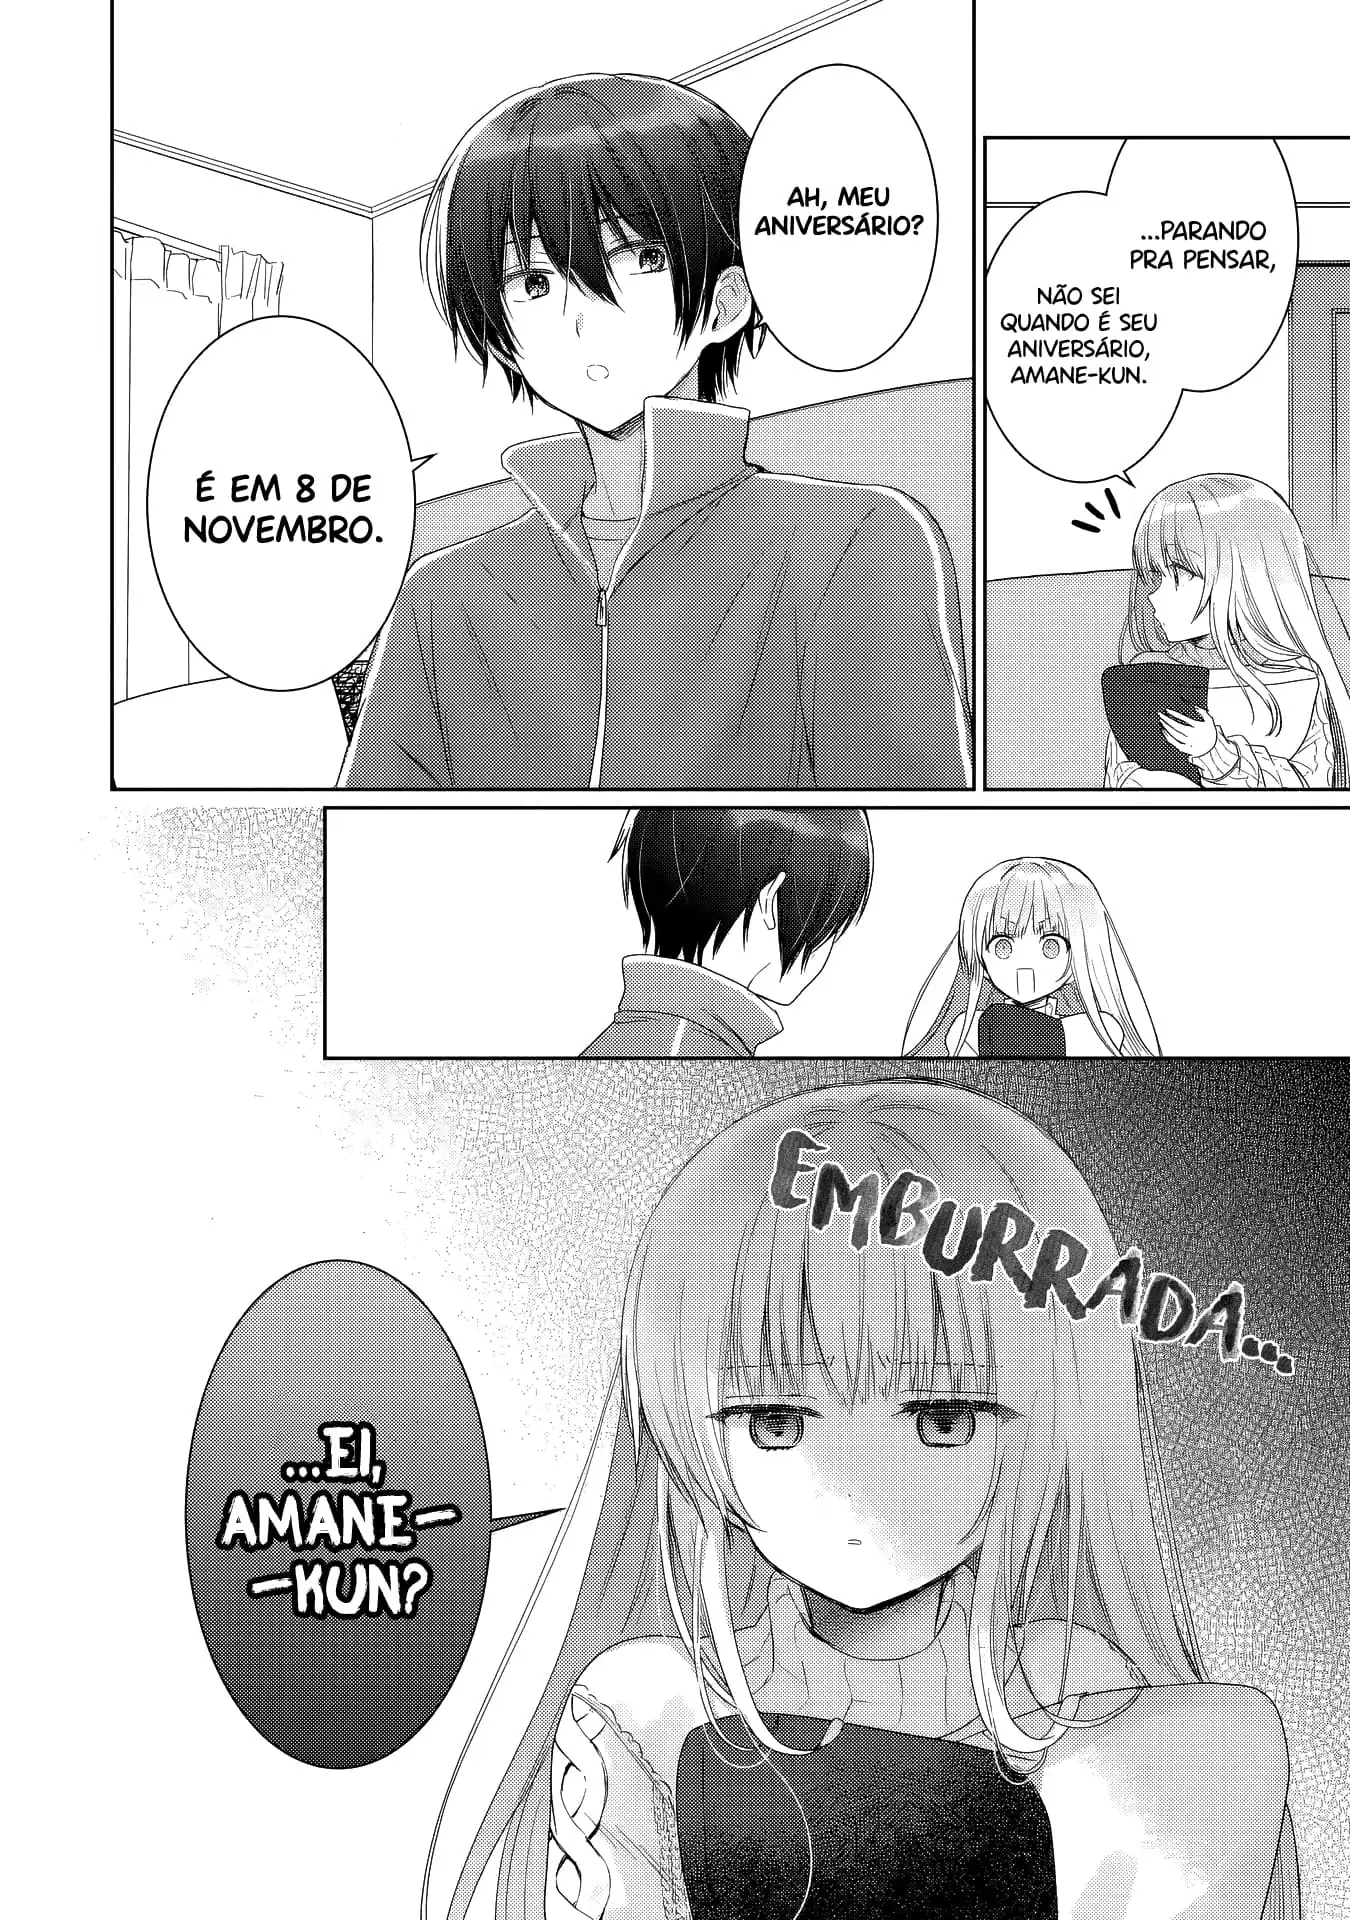 ...PARANDO
PRA PENSAR,
NÃO SEI
QUANDO É SEU
ANIVERSÁRIO,
AMANE-KUN.
AH, MEU
ANIVERSÁRIO?
É EM 8 DE
NOVEMBRO.
EMBURRADA...
...EI,
AMANE-
-KUN?